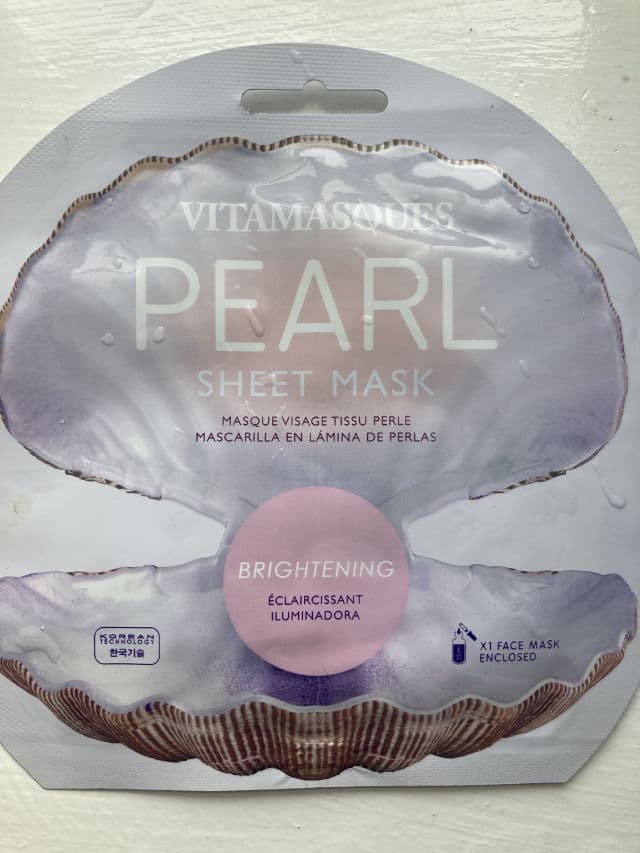 VITAMASQUES
PEARL
SHEET MASK
MASQUE VISAGE TISSU PERLE
MASCARILLA EN LÁMINA DE PERLAS
BRIGHTENING
ÉCLAIRCISSANT
ILUMINADORA
KOREAN
TECHNOLOGY
한국기술
X1 FACE MASK
ENCLOSED